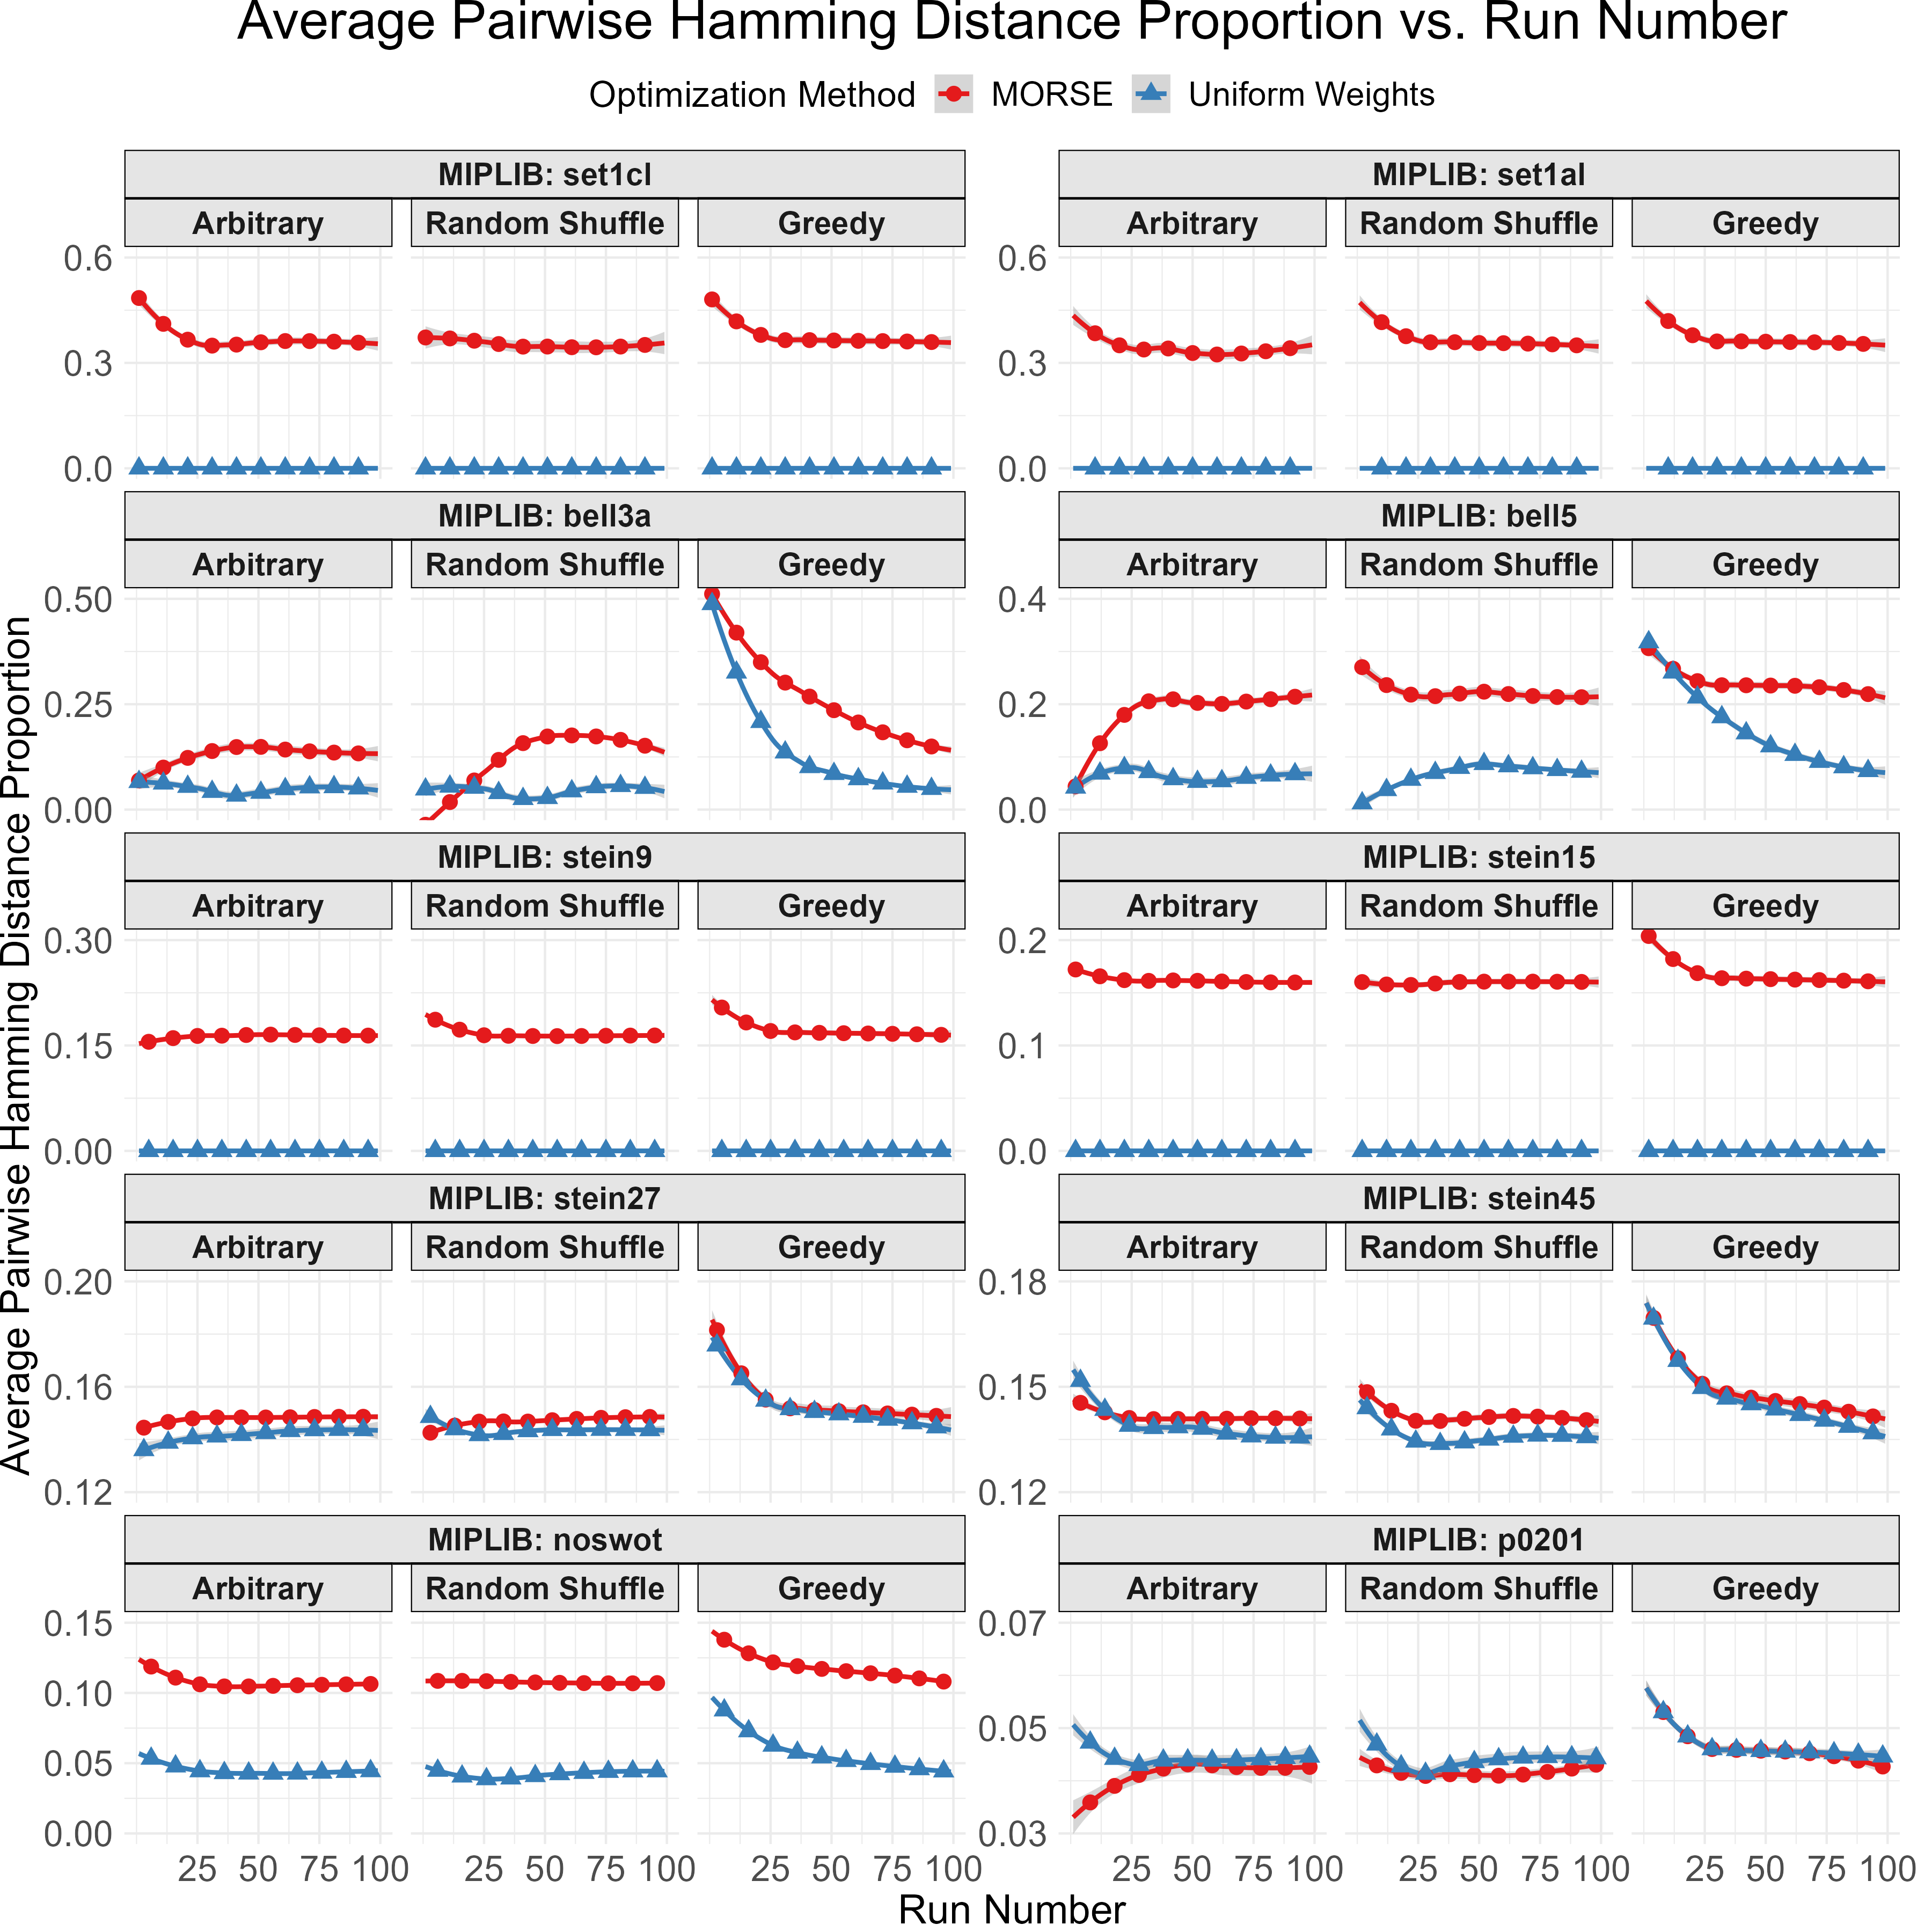 Average Pairwise Hamming Distance Proportion vs. Run Number
Optimization Method MORSE Uniform Weights
MIPLIB: set1cl
Arbitrary Random Shuffle Greedy
0.6
0.3
0.0
MIPLIB: set1al
Arbitrary Random Shuffle Greedy
0.6
0.3
0.0
MIPLIB: bell3a
Arbitrary Random Shuffle Greedy
0.50
0.25
0.00
MIPLIB: bell5
Arbitrary Random Shuffle Greedy
0.4
0.2
0.0
MIPLIB: stein9
Arbitrary Random Shuffle Greedy
0.30
0.15
0.00
MIPLIB: stein15
Arbitrary Random Shuffle Greedy
0.2
0.1
0.0
MIPLIB: stein27
Arbitrary Random Shuffle Greedy
0.20
0.16
0.12
MIPLIB: stein45
Arbitrary Random Shuffle Greedy
0.18
0.15
0.12
MIPLIB: noswot
Arbitrary Random Shuffle Greedy
0.15
0.10
0.05
0.00
25 50 75 100 25 50 75 100 25 50 75 100
MIPLIB: p0201
Arbitrary Random Shuffle Greedy
0.07
0.05
0.03
25 50 75 100 25 50 75 100 25 50 75 100
Average Pairwise Hamming Distance Proportion
Run Number